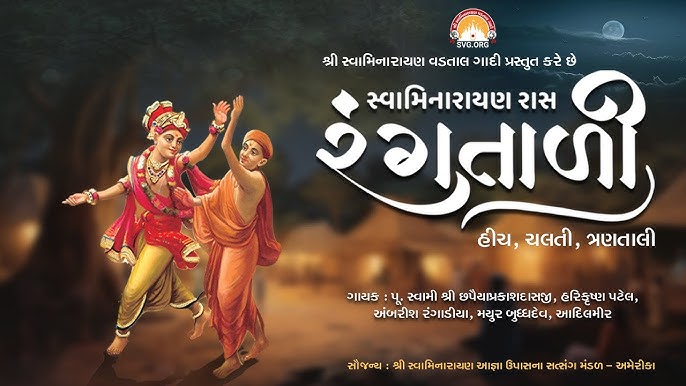 SVG.ORG
શ્રી સ્વામિનારાયણ વડતાલ ગાદી પ્રસ્તુત કરે છે
સ્વામિનારાયણ રાસ
રંગતાળી
હીચ, ચલતી, ત્રણતાલી
ગાયક : પૂ. સ્વામી શ્રી છપૈયાપ્રકાશદાસજી, હરિકૃષ્ણ પટેલ,
અંબરીશ રંગાડીયા, મયુર બુધ્ધદેવ, આદિલમીર
સૌજન્ય : શ્રી સ્વામિનારાયણ આજ્ઞા ઉપાસના સત્સંગ મંડળ – અમેરીકા